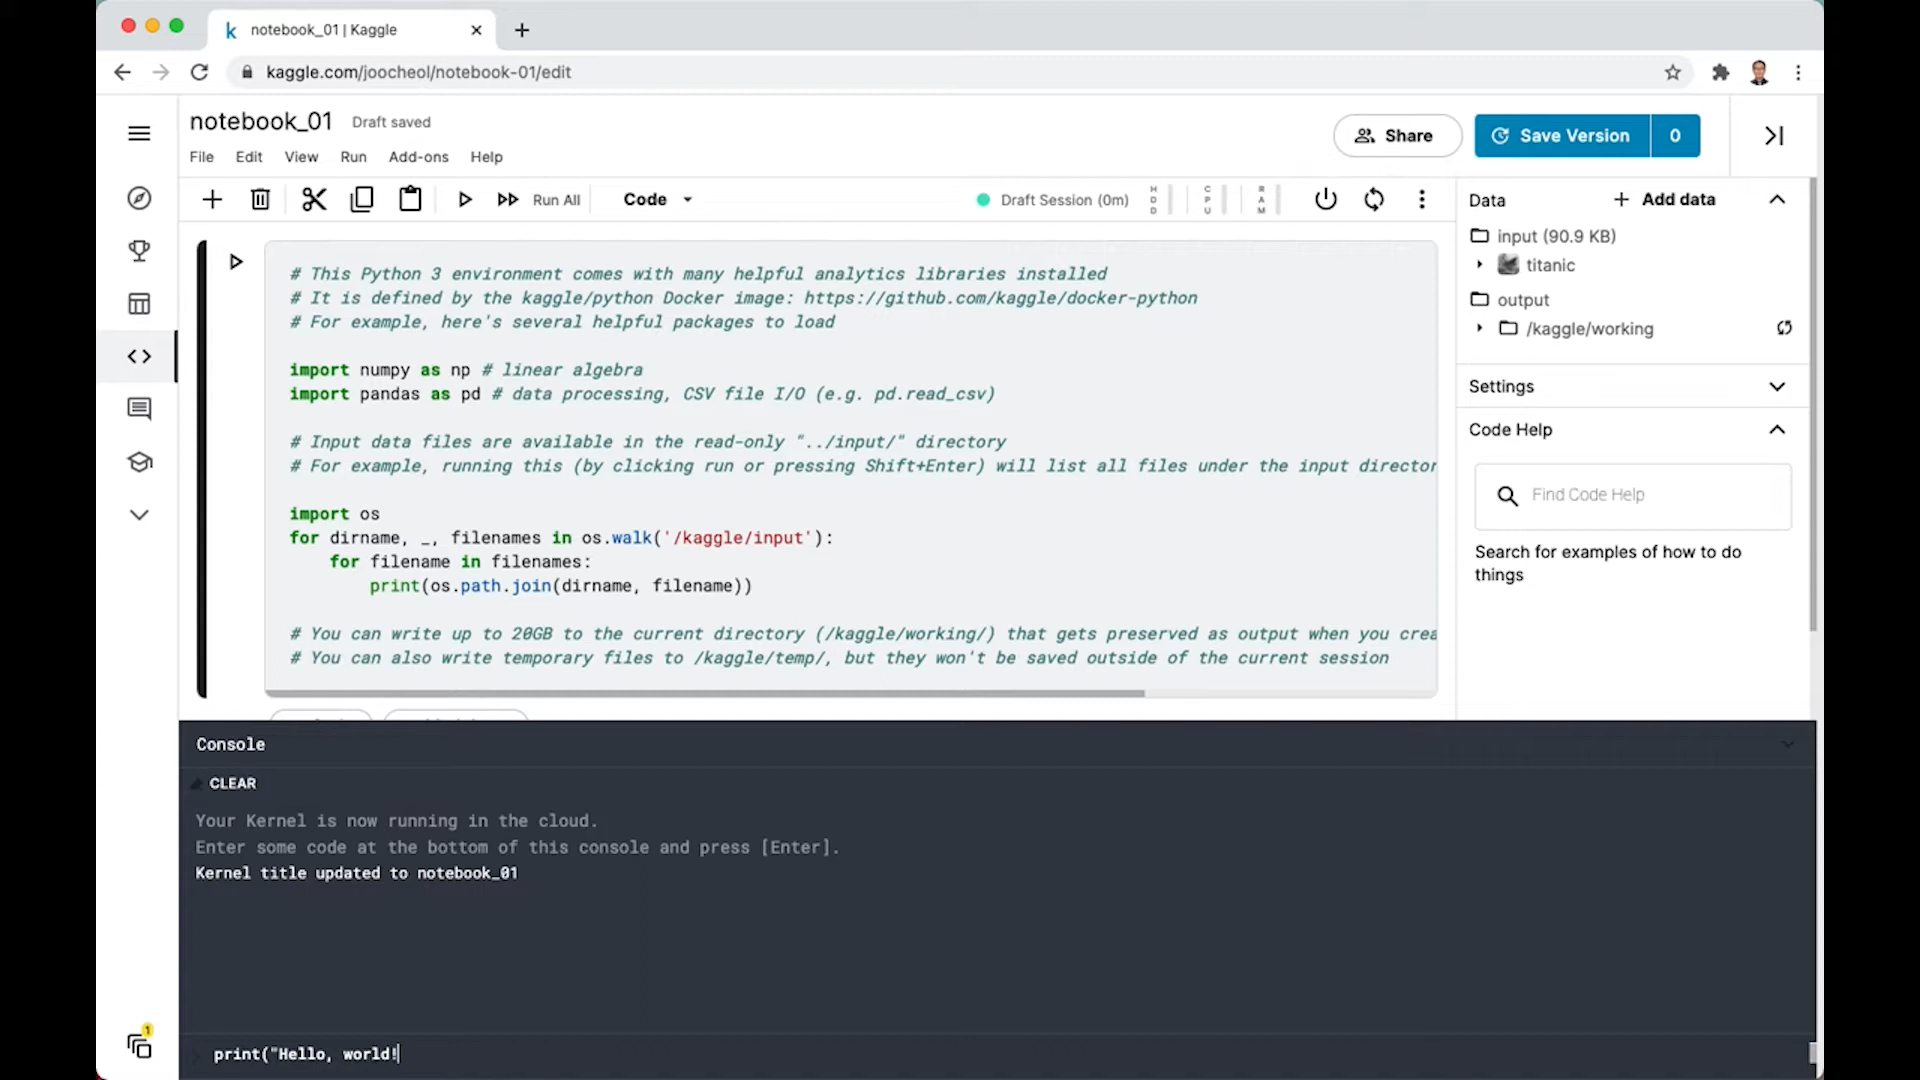 notebook_01 | Kaggle
kaggle.com/joocheol/notebook-01/edit
notebook_01 Draft saved
Share
Save Version 0
File Edit View Run Add-ons Help
Run All
Code
Draft Session (0m)
HDD
CPU
RAM
Data
Add data
input (90.9 KB)
titanic
output
/kaggle/working
Settings
Code Help
Find Code Help
Search for examples of how to do
things
# This Python 3 environment comes with many helpful analytics libraries installed
# It is defined by the kaggle/python Docker image: https://github.com/kaggle/docker-python
# For example, here's several helpful packages to load
import numpy as np # linear algebra
import pandas as pd # data processing, CSV file I/O (e.g. pd.read_csv)
# Input data files are available in the read-only "../input/" directory
# For example, running this (by clicking run or pressing Shift+Enter) will list all files under the input director
import os
for dirname, _, filenames in os.walk('/kaggle/input'):
    for filename in filenames:
        print(os.path.join(dirname, filename))
# You can write up to 20GB to the current directory (/kaggle/working/) that gets preserved as output when you crea
# You can also write temporary files to /kaggle/temp/, but they won't be saved outside of the current session
Console
CLEAR
Your Kernel is now running in the cloud.
Enter some code at the bottom of this console and press [Enter].
Kernel title updated to notebook_01
1
print("Hello, world!